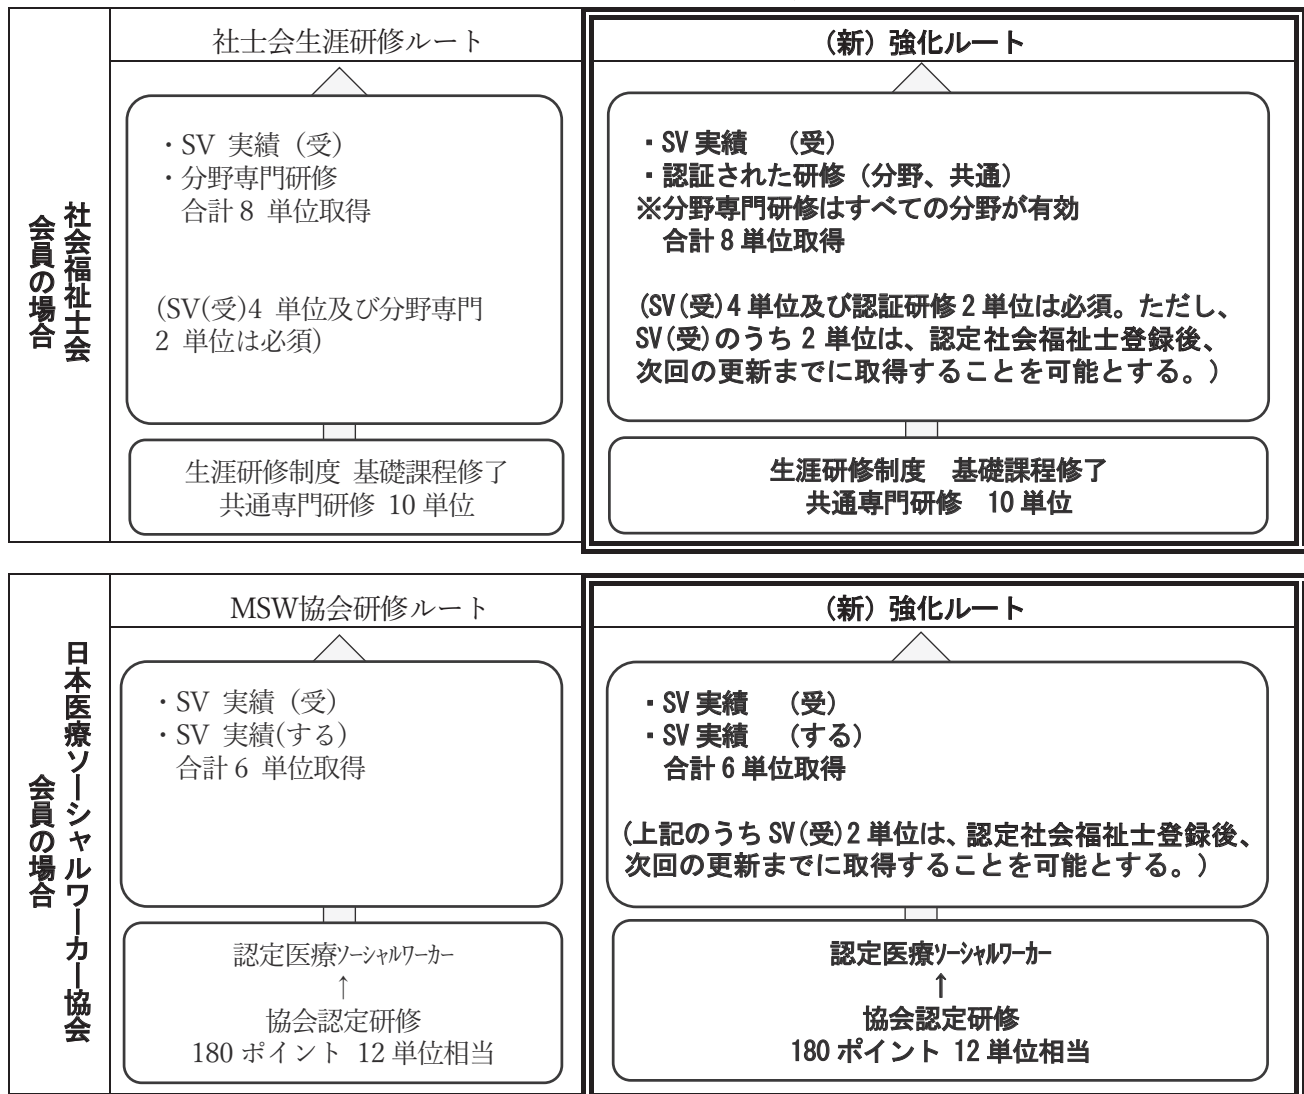 社会福祉士会
会員の場合
社士会生涯研修ルート
・SV 実績（受）
・分野専門研修
合計 8 単位取得
(SV(受)4 単位及び分野専門
2 単位は必須)
生涯研修制度 基礎課程修了
共通専門研修 10 単位
（新）強化ルート
・SV 実績　（受）
・認証された研修（分野、共通）
※分野専門研修はすべての分野が有効
合計 8 単位取得
(SV(受)4 単位及び認証研修 2 単位は必須。ただし、
SV(受)のうち 2 単位は、認定社会福祉士登録後、
次回の更新までに取得することを可能とする。)
生涯研修制度　基礎課程修了
共通専門研修　10 単位
日本医療ソーシャルワーカー協会
会員の場合
MSW協会研修ルート
・SV 実績（受）
・SV 実績(する)
合計 6 単位取得
認定医療ｿｰｼｬﾙﾜｰｶｰ
↑
協会認定研修
180 ポイント 12 単位相当
（新）強化ルート
・SV 実績　（受）
・SV 実績　（する）
合計 6 単位取得
(上記のうち SV(受)2 単位は、認定社会福祉士登録後、
次回の更新までに取得することを可能とする。)
認定医療ｿｰｼｬﾙﾜｰｶｰ
↑
協会認定研修
180 ポイント 12 単位相当